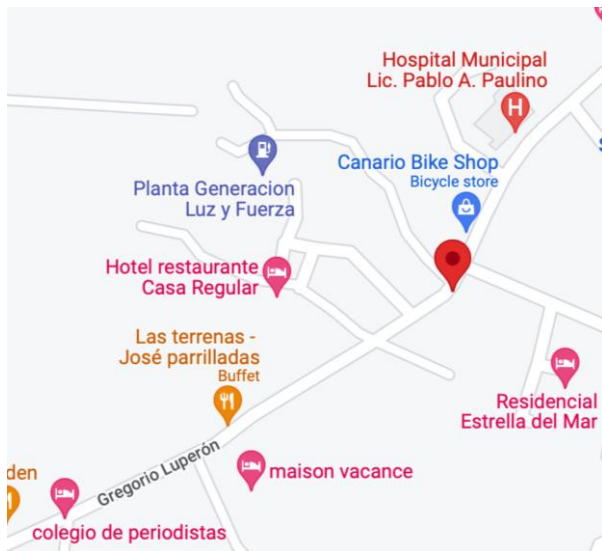 Hospital Municipal
Lic. Pablo A. Paulino
H
Canario Bike Shop
Bicycle store
Planta Generacion
Luz y Fuerza
Hotel restaurante
Casa Regular
Las terrenas -
José parrilladas
Buffet
Residencial
Estrella del Mar
Gregorio Luperón
maison vacance
den
colegio de periodistas